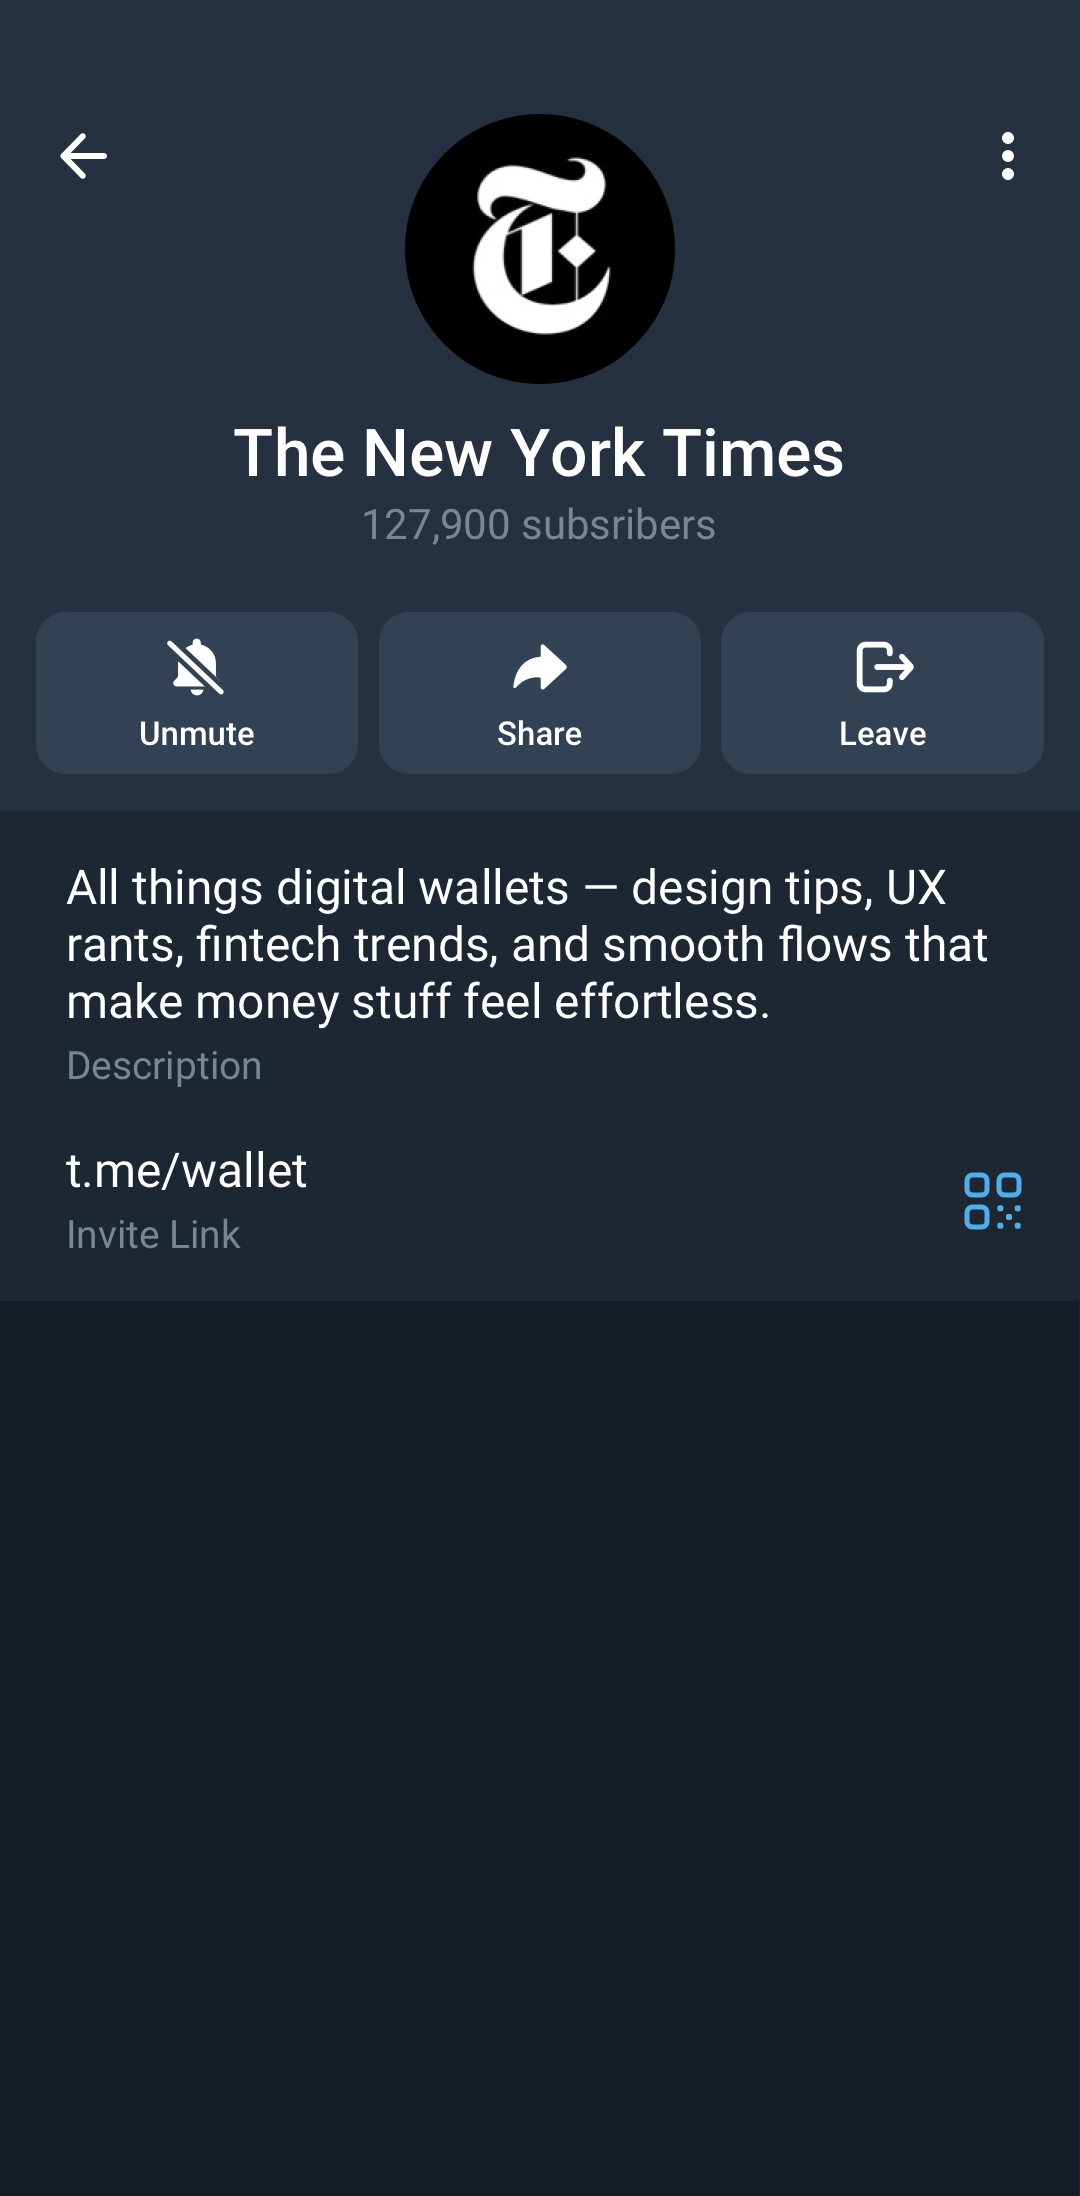 The New York Times
127,900 subsribers
Unmute
Share
Leave
All things digital wallets — design tips, UX
rants, fintech trends, and smooth flows that
make money stuff feel effortless.
Description
t.me/wallet
Invite Link